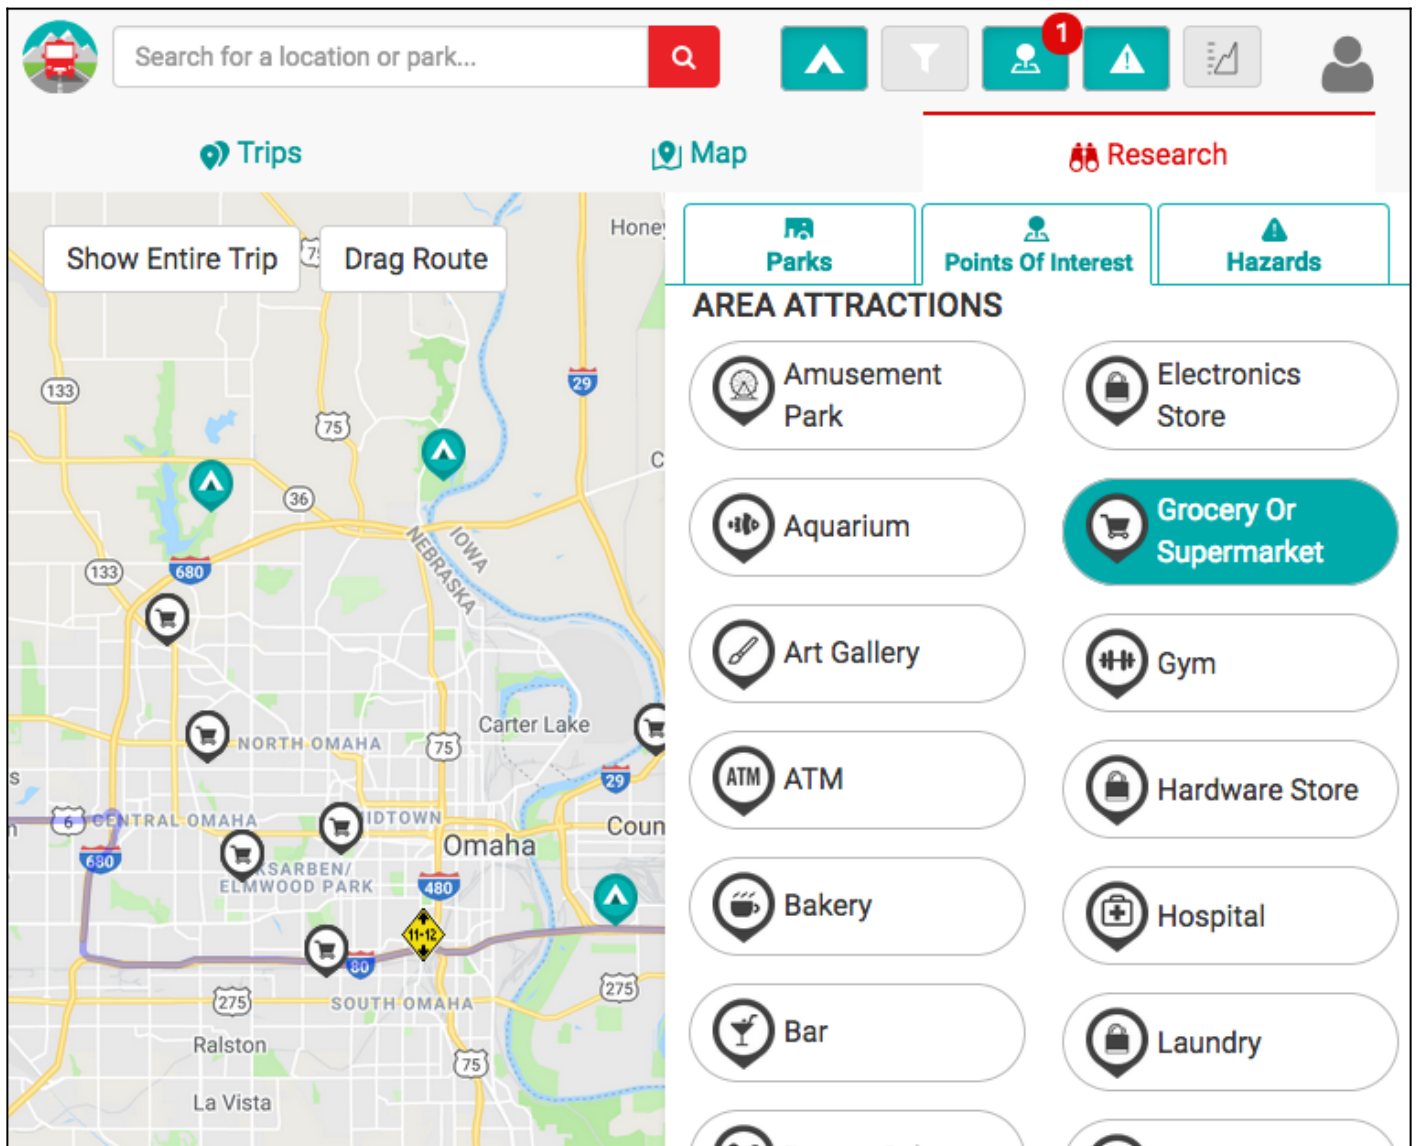 Search for a location or park...
1
Trips
Map
Research
Show Entire Trip
Drag Route
Parks
Points Of Interest
Hazards
AREA ATTRACTIONS
Amusement
Park
Electronics
Store
Aquarium
Grocery Or
Supermarket
Art Gallery
Gym
ATM
ATM
Hardware Store
Bakery
Hospital
Bar
Laundry
133
75
29
36
NEBRASKA
IOWA
133
680
Carter Lake
NORTH OMAHA
75
29
6
CENTRAL OMAHA
IDTOWN
Omaha
680
KSARBEN/
ELMWOOD PARK
480
11-12
80
275
SOUTH OMAHA
275
Ralston
75
La Vista